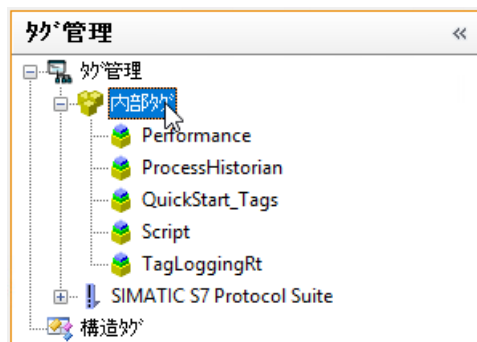 タグ管理 «
タグ管理
内部タグ
Performance
ProcessHistorian
QuickStart_Tags
Script
TagLoggingRt
SIMATIC S7 Protocol Suite
構造タグ